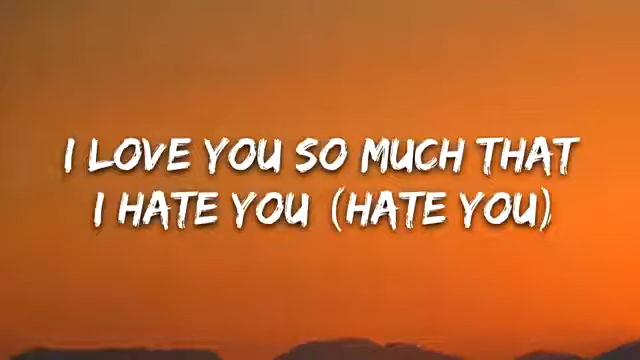 I LOVE YOU SO MUCH THAT
I HATE YOU (HATE YOU)